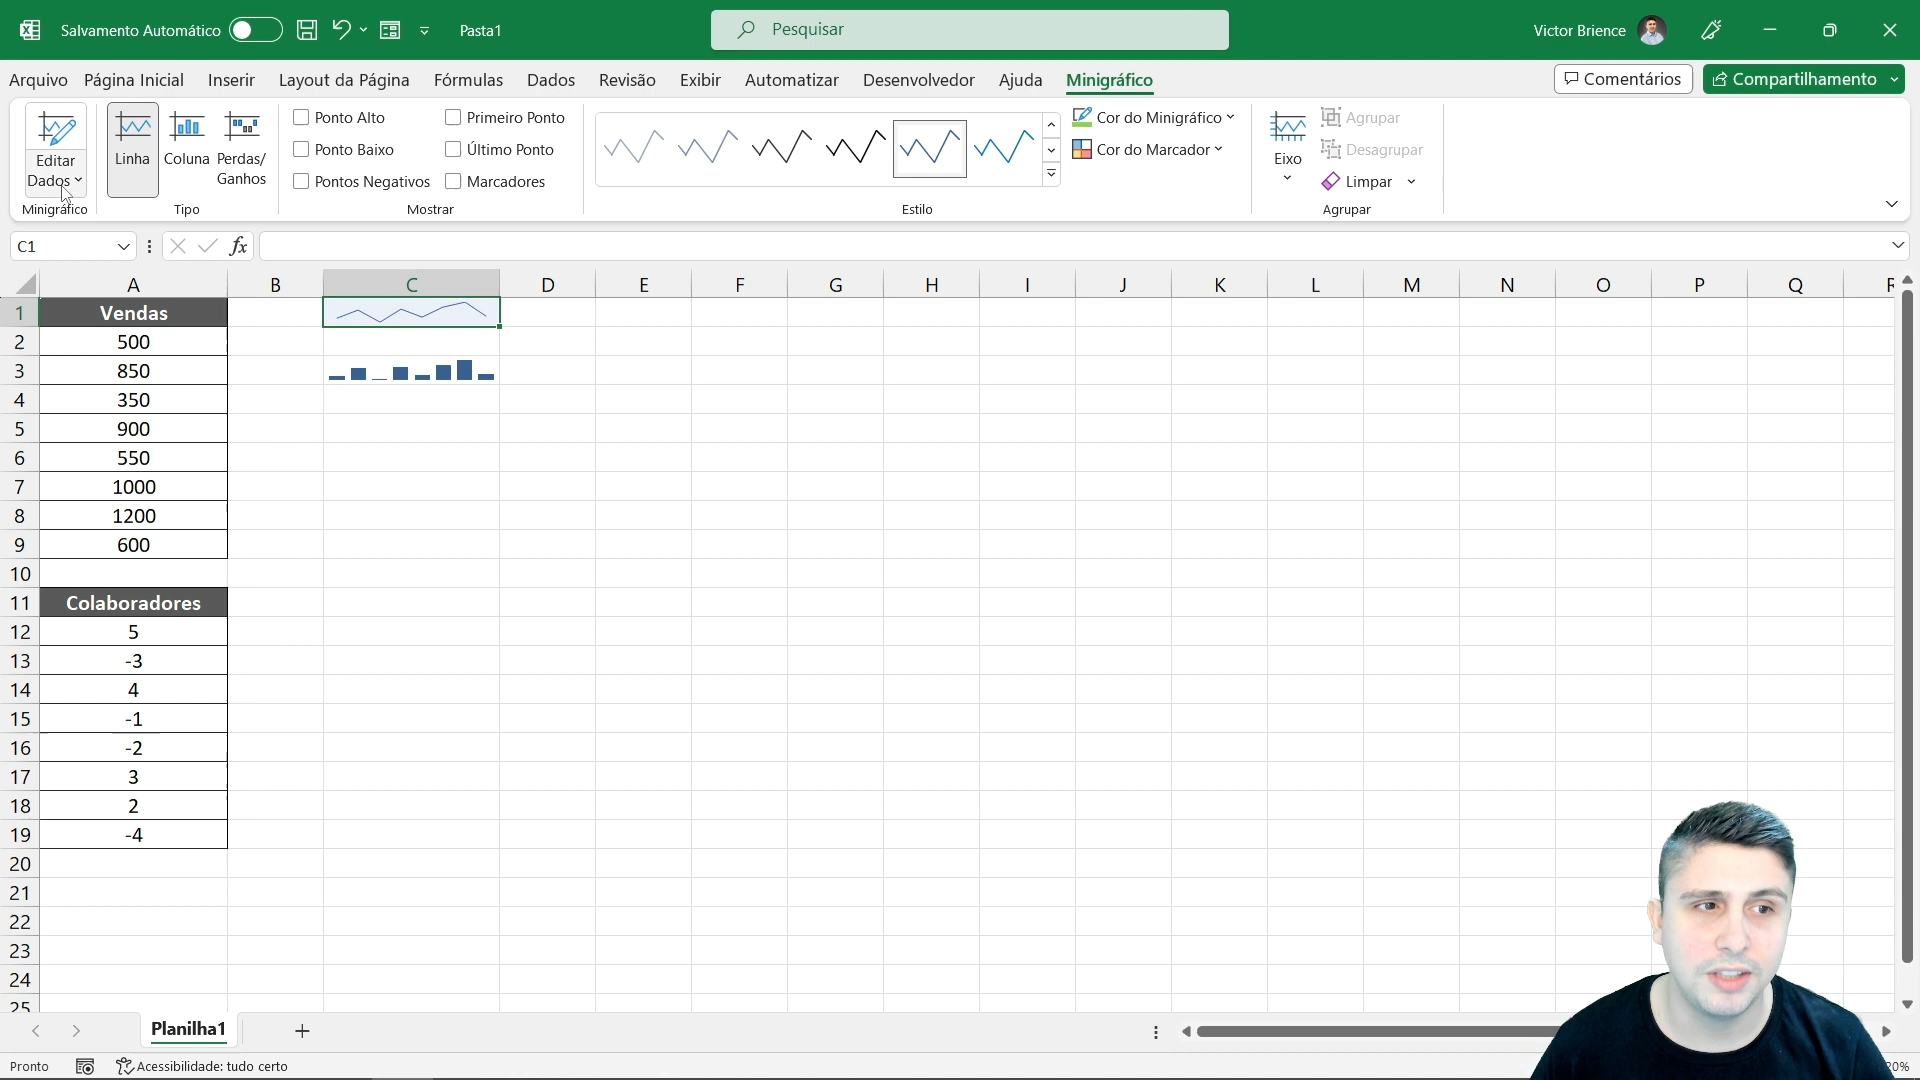 Salvamento Automático
Pasta1
Pesquisar
Victor Brience
Arquivo Página Inicial Inserir Layout da Página Fórmulas Dados Revisão Exibir Automatizar Desenvolvedor Ajuda Minigráfico
Comentários Compartilhamento
Editar
Dados
Minigráfico
Linha
Coluna
Perdas/
Ganhos
Tipo
Ponto Alto
Ponto Baixo
Pontos Negativos
Primeiro Ponto
Último Ponto
Marcadores
Mostrar
Estilo
Cor do Minigráfico
Cor do Marcador
Eixo
Agrupar
Desagrupar
Limpar
Agrupar
C1
fx
A B C D E F G H I J K L M N O P Q R
1 Vendas
2 500
3 850
4 350
5 900
6 550
7 1000
8 1200
9 600
10
11 Colaboradores
12 5
13 -3
14 4
15 -1
16 -2
17 3
18 2
19 -4
20
21
22
23
24
25
Planilha1
Pronto
Acessibilidade: tudo certo